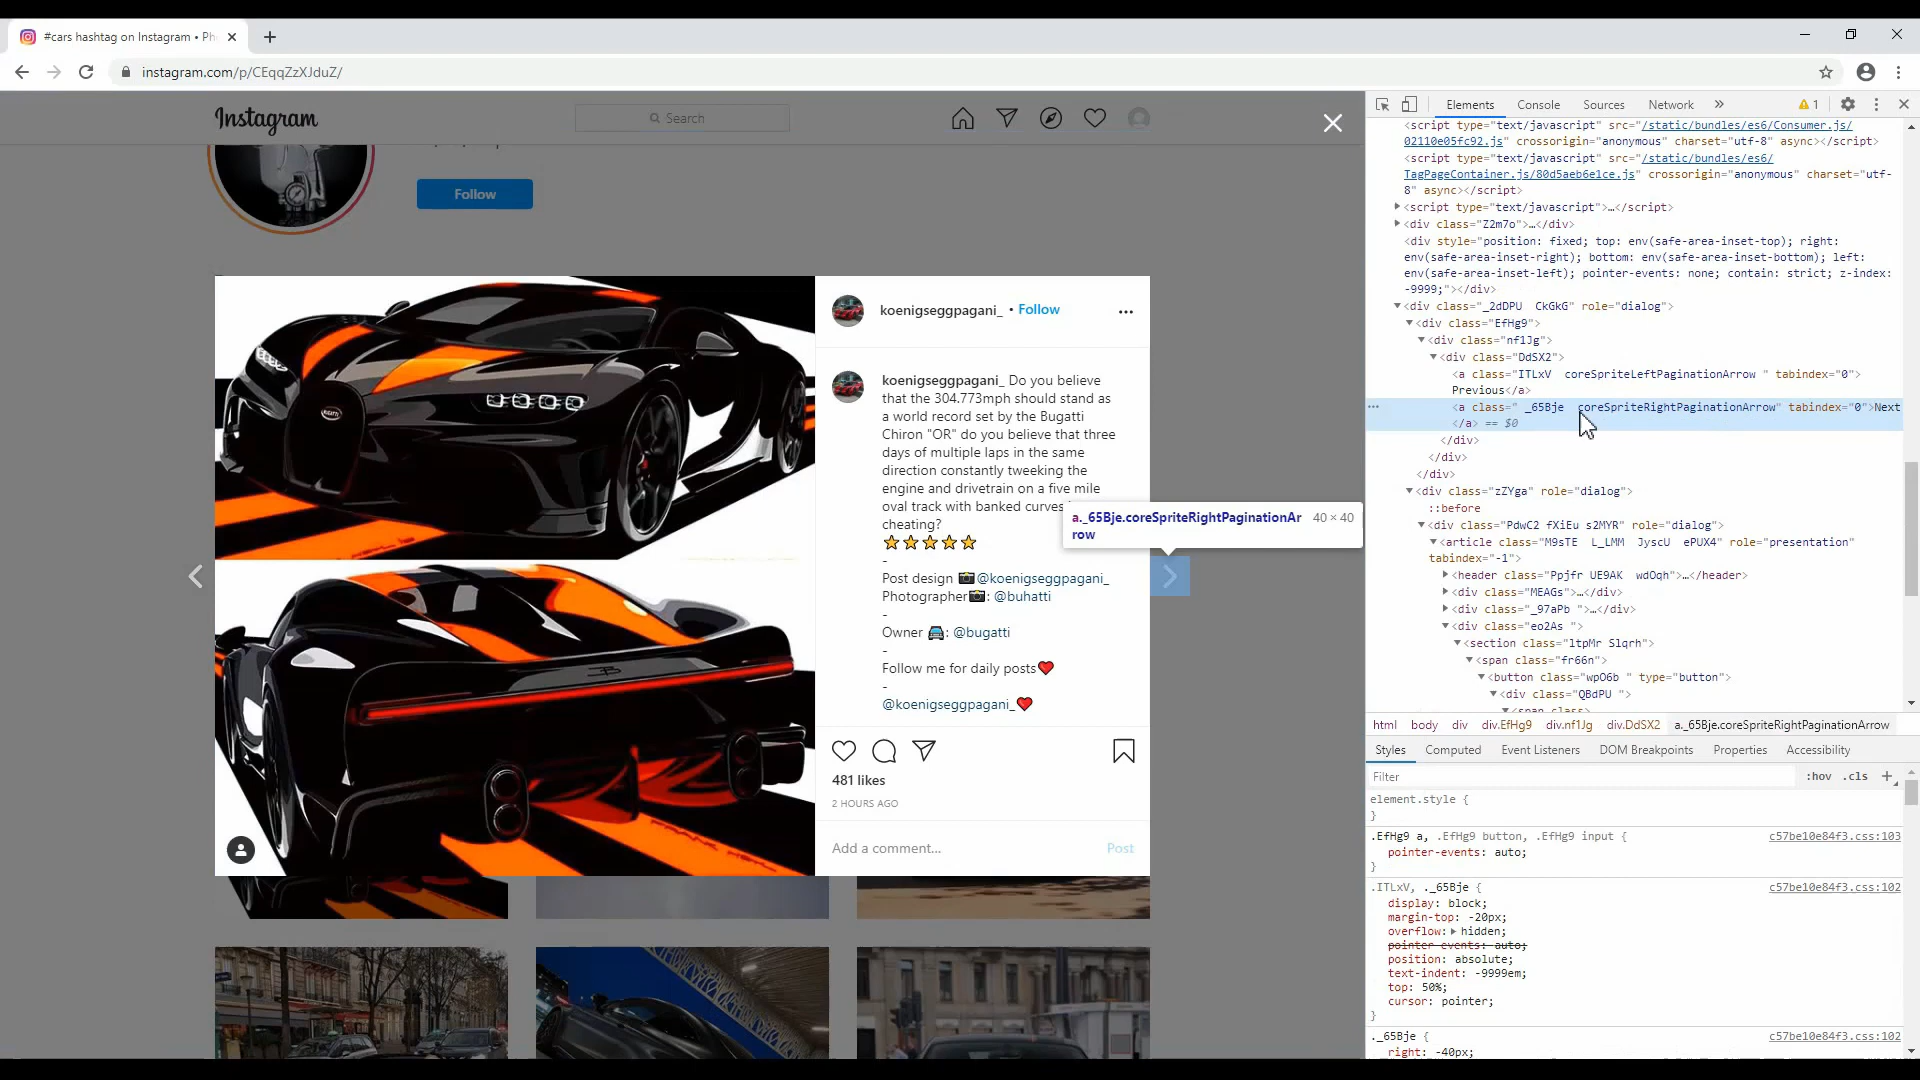 #cars hashtag on Instagram • Ph
instagram.com/p/CEqqZzXJduZ/
Instagram
Search
Follow
koenigseggpagani_ • Follow
koenigseggpagani_ Do you believe
that the 304.773mph should stand as
a world record set by the Bugatti
Chiron "OR" do you believe that three
days of multiple laps in the same
direction constantly tweeking the
engine and drivetrain on a five mile
oval track with banked curves
cheating?
⭐⭐⭐⭐⭐
-
Post design 📸@koenigseggpagani_
Photographer📸: @buhatti
-
Owner 🚘: @bugatti
-
Follow me for daily posts❤️
-
@koenigseggpagani_❤️
481 likes
2 HOURS AGO
Add a comment... Post
a._65Bje.coreSpriteRightPaginationAr 40 × 40
row
Elements Console Sources Network » 1
<script type="text/javascript" src="/static/bundles/es6/Consumer.js/
02110e05fc92.js" crossorigin="anonymous" charset="utf-8" async></script>
<script type="text/javascript" src="/static/bundles/es6/
TagPageContainer.js/80d5aeb6e1ce.js" crossorigin="anonymous" charset="utf-
8" async></script>
<script type="text/javascript">…</script>
<div class="Z2m7o">…</div>
<div style="position: fixed; top: env(safe-area-inset-top); right:
env(safe-area-inset-right); bottom: env(safe-area-inset-bottom); left:
env(safe-area-inset-left); pointer-events: none; contain: strict; z-index:
-9999;"></div>
<div class="_2dDPU CkGkG" role="dialog">
<div class="EfHg9">
<div class="nf1Jg">
<div class="DdSX2">
<a class="ITLxV coreSpriteLeftPaginationArrow " tabindex="0">
Previous</a>
<a class=" _65Bje coreSpriteRightPaginationArrow" tabindex="0">Next
</a> == $0
</div>
</div>
</div>
<div class="zZYga" role="dialog">
::before
<div class="PdwC2 fXiEu s2MYR" role="dialog">
<article class="M9sTE L_LMM JyscU ePUX4" role="presentation"
tabindex="-1">
<header class="Ppjfr UE9AK wdOqh">…</header>
<div class="MEAGs">…</div>
<div class="_97aPb ">…</div>
<div class="eo2As ">
<section class="ltpMr Slqrh">
<span class="fr66n">
<button class="wpO6b " type="button">
<div class="QBdPU ">
html body div div.EfHg9 div.nf1Jg div.DdSX2 a._65Bje.coreSpriteRightPaginationArrow
Styles Computed Event Listeners DOM Breakpoints Properties Accessibility
Filter :hov .cls +
element.style {
}
.EfHg9 a, .EfHg9 button, .EfHg9 input { c57be10e84f3.css:103
pointer-events: auto;
}
.ITLxV, ._65Bje { c57be10e84f3.css:102
display: block;
margin-top: -20px;
overflow: hidden;
pointer-events: auto;
position: absolute;
text-indent: -9999em;
top: 50%;
cursor: pointer;
}
._65Bje { c57be10e84f3.css:102
right: -40px;